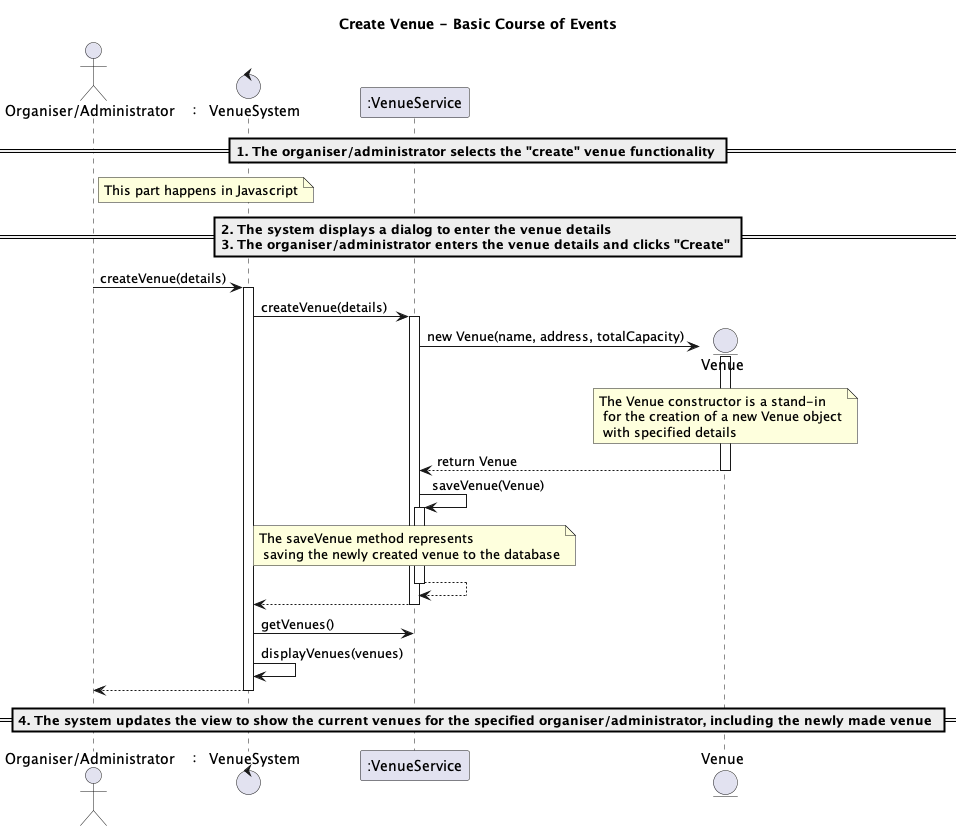 Create Venue - Basic Course of Events
Organiser/Administrator : VenueSystem :VenueService
1. The organiser/administrator selects the "create" venue functionality
This part happens in Javascript
2. The system displays a dialog to enter the venue details
3. The organiser/administrator enters the venue details and clicks "Create"
createVenue(details)
createVenue(details)
new Venue(name, address, totalCapacity)
Venue
The Venue constructor is a stand-in
for the creation of a new Venue object
with specified details
return Venue
saveVenue(Venue)
The saveVenue method represents
saving the newly created venue to the database
getVenues()
displayVenues(venues)
4. The system updates the view to show the current venues for the specified organiser/administrator, including the newly made venue
Organiser/Administrator : VenueSystem :VenueService Venue